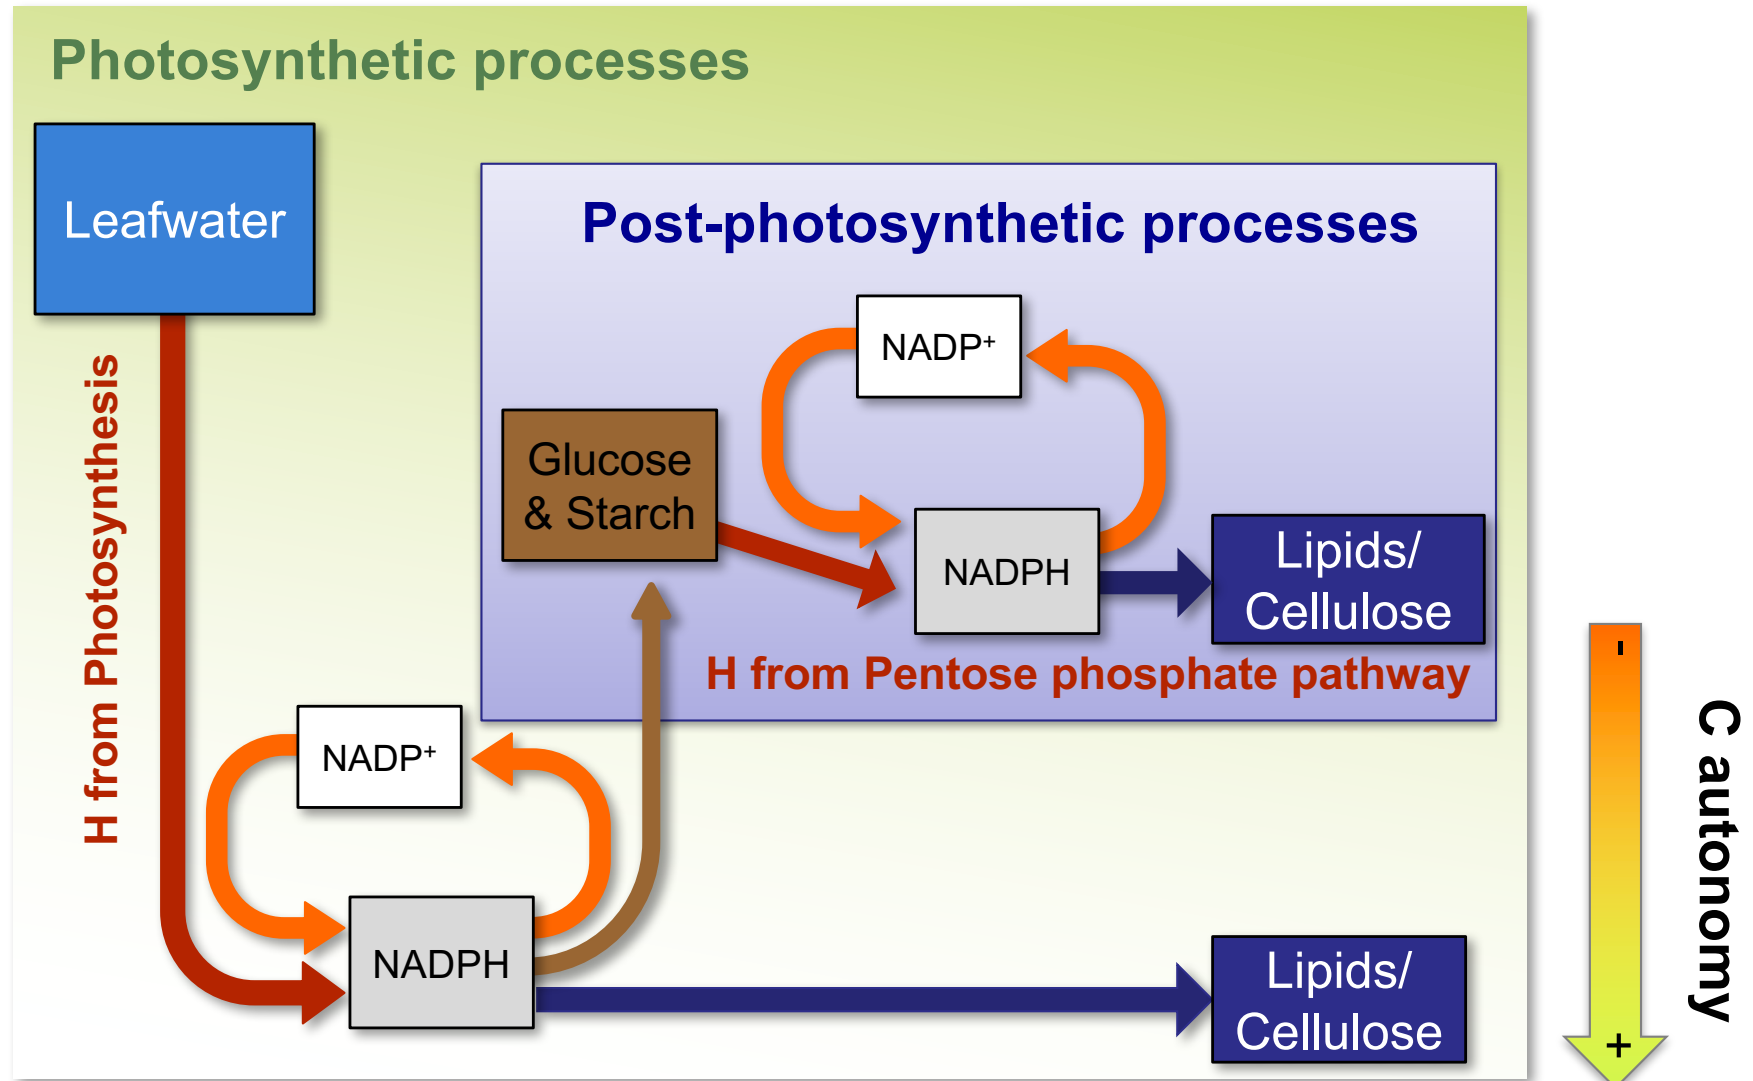 Photosynthetic processes
Leafwater
Post-photosynthetic processes
NADP+
Glucose
& Starch
NADPH
Lipids/
Cellulose
H from Pentose phosphate pathway
H from Photosynthesis
NADP+
NADPH
Lipids/
Cellulose
-
C autonomy
+